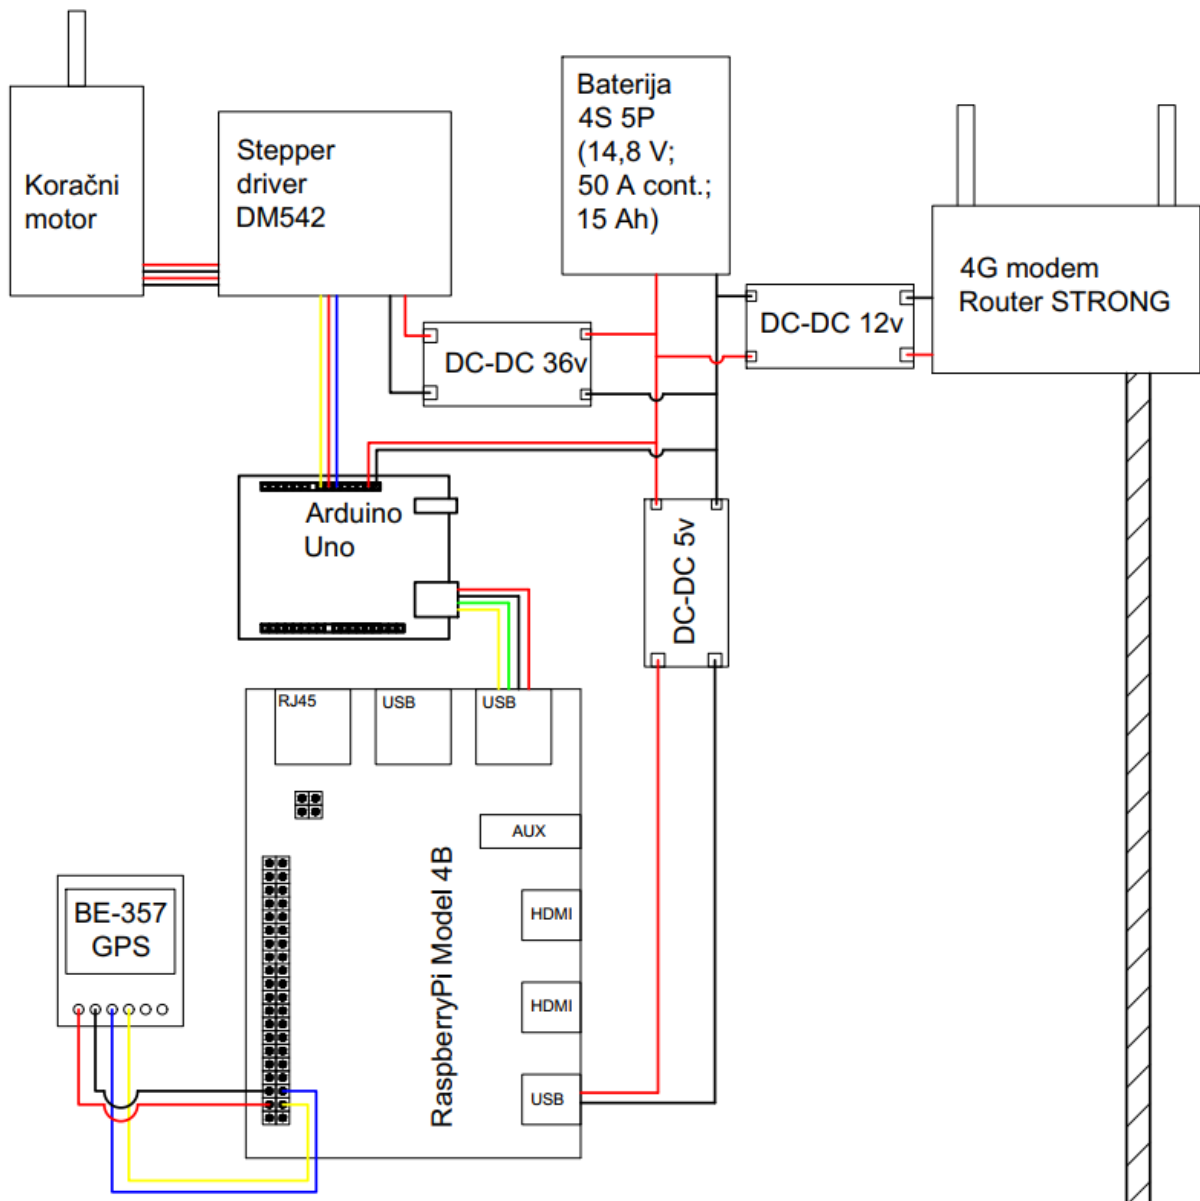 Koračni
motor
Stepper
driver
DM542
Baterija
4S 5P
(14,8 V;
50 A cont.;
15 Ah)
4G modem
Router STRONG
DC-DC 12v
DC-DC 36v
Arduino
Uno
DC-DC 5v
RJ45
USB
USB
AUX
RaspberryPi Model 4B
HDMI
HDMI
USB
BE-357
GPS